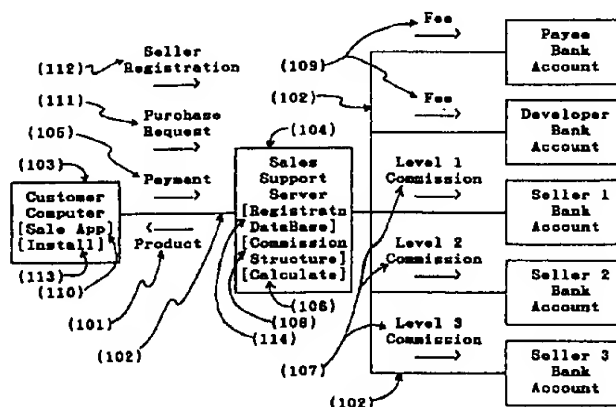 Fee
Payee
Bank
Account
(112)
Seller
Registration
(109)
(111)
(102)
Fee
(105)
Purchase
Request
(104)
Developer
Bank
Account
(103)
Payment
Sales
Support
Server
[Registratn
DataBase]
[Commission
Structure]
[Calculate]
Level 1
Commission
Seller 1
Bank
Account
Customer
Computer
[Sale App]
[Install]
Product
Level 2
Commission
Seller 2
Bank
Account
(113)
(110)
(106)
(108)
(114)
(101)
(102)
(107)
Level 3
Commission
(102)
Seller 3
Bank
Account